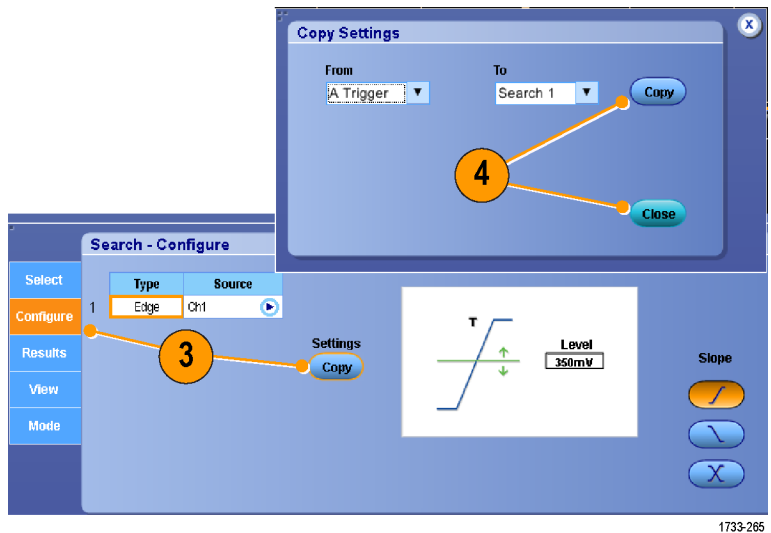 Copy Settings
X
From To
A Trigger Search 1 Copy
4
Close
Search - Configure
Select
Type Source
1 Edge Ch1
Configure
3
Settings
Copy
T
Level
350mV
Results
Slope
View
Mode
1733-265